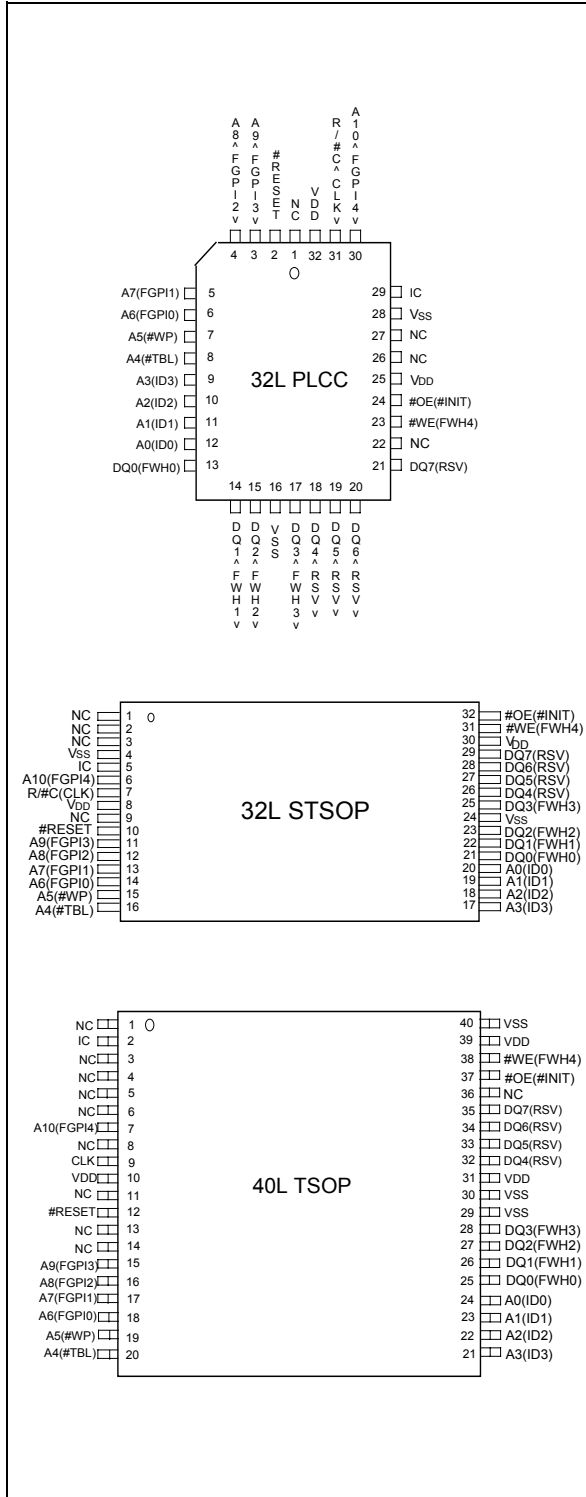 A8^FGPI2v
A9^FGPI3v
#RESET
NC
VDD
R/#C^CLKv
A10^FGPI4v
4 3 2 1 32 31 30
A7(FGPI1) 5
A6(FGPI0) 6
A5(#WP) 7
A4(#TBL) 8
A3(ID3) 9
A2(ID2) 10
A1(ID1) 11
A0(ID0) 12
DQ0(FWH0) 13
32L PLCC
29 IC
28 VSS
27 NC
26 NC
25 VDD
24 #OE(#INIT)
23 #WE(FWH4)
22 NC
21 DQ7(RSV)
14 15 16 17 18 19 20
DQ1^FWH1v
DQ2^FWH2v
VSS
DQ3^FWH3v
DQ4^RSVv
DQ5^RSVv
DQ6^RSVv
NC 1
NC 2
NC 3
VSS 4
IC 5
A10(FGPI4) 6
R/#C(CLK) 7
VDD 8
NC 9
#RESET 10
A9(FGPI3) 11
A8(FGPI2) 12
A7(FGPI1) 13
A6(FGPI0) 14
A5(#WP) 15
A4(#TBL) 16
32L STSOP
32 #OE(#INIT)
31 #WE(FWH4)
30 VDD
29 DQ7(RSV)
28 DQ6(RSV)
27 DQ5(RSV)
26 DQ4(RSV)
25 DQ3(FWH3)
24 VSS
23 DQ2(FWH2)
22 DQ1(FWH1)
21 DQ0(FWH0)
20 A0(ID0)
19 A1(ID1)
18 A2(ID2)
17 A3(ID3)
NC 1
IC 2
NC 3
NC 4
NC 5
NC 6
A10(FGPI4) 7
NC 8
CLK 9
VDD 10
NC 11
#RESET 12
NC 13
NC 14
A9(FGPI3) 15
A8(FGPI2) 16
A7(FGPI1) 17
A6(FGPI0) 18
A5(#WP) 19
A4(#TBL) 20
40L TSOP
40 VSS
39 VDD
38 #WE(FWH4)
37 #OE(#INIT)
36 NC
35 DQ7(RSV)
34 DQ6(RSV)
33 DQ5(RSV)
32 DQ4(RSV)
31 VDD
30 VSS
29 VSS
28 DQ3(FWH3)
27 DQ2(FWH2)
26 DQ1(FWH1)
25 DQ0(FWH0)
24 A0(ID0)
23 A1(ID1)
22 A2(ID2)
21 A3(ID3)